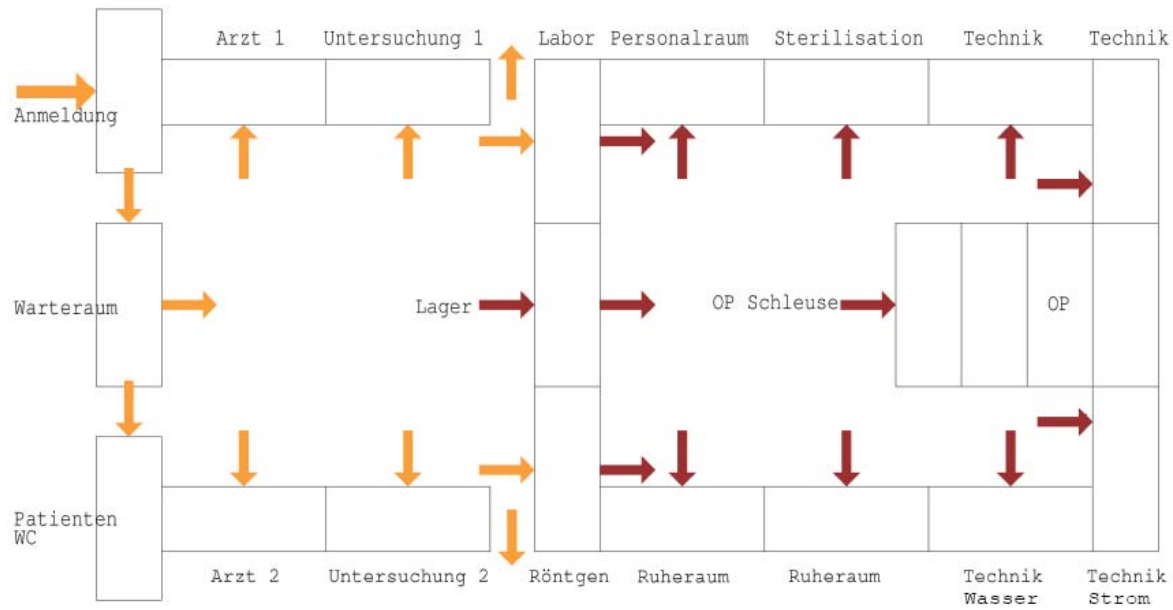 Arzt 1
Untersuchung 1
Labor
Personalraum
Sterilisation
Technik
Technik
Anmeldung
Warteraum
Lager
OP Schleuse
OP
Patienten
WC
Arzt 2
Untersuchung 2
Röntgen
Ruheraum
Ruheraum
Technik
Wasser
Technik
Strom